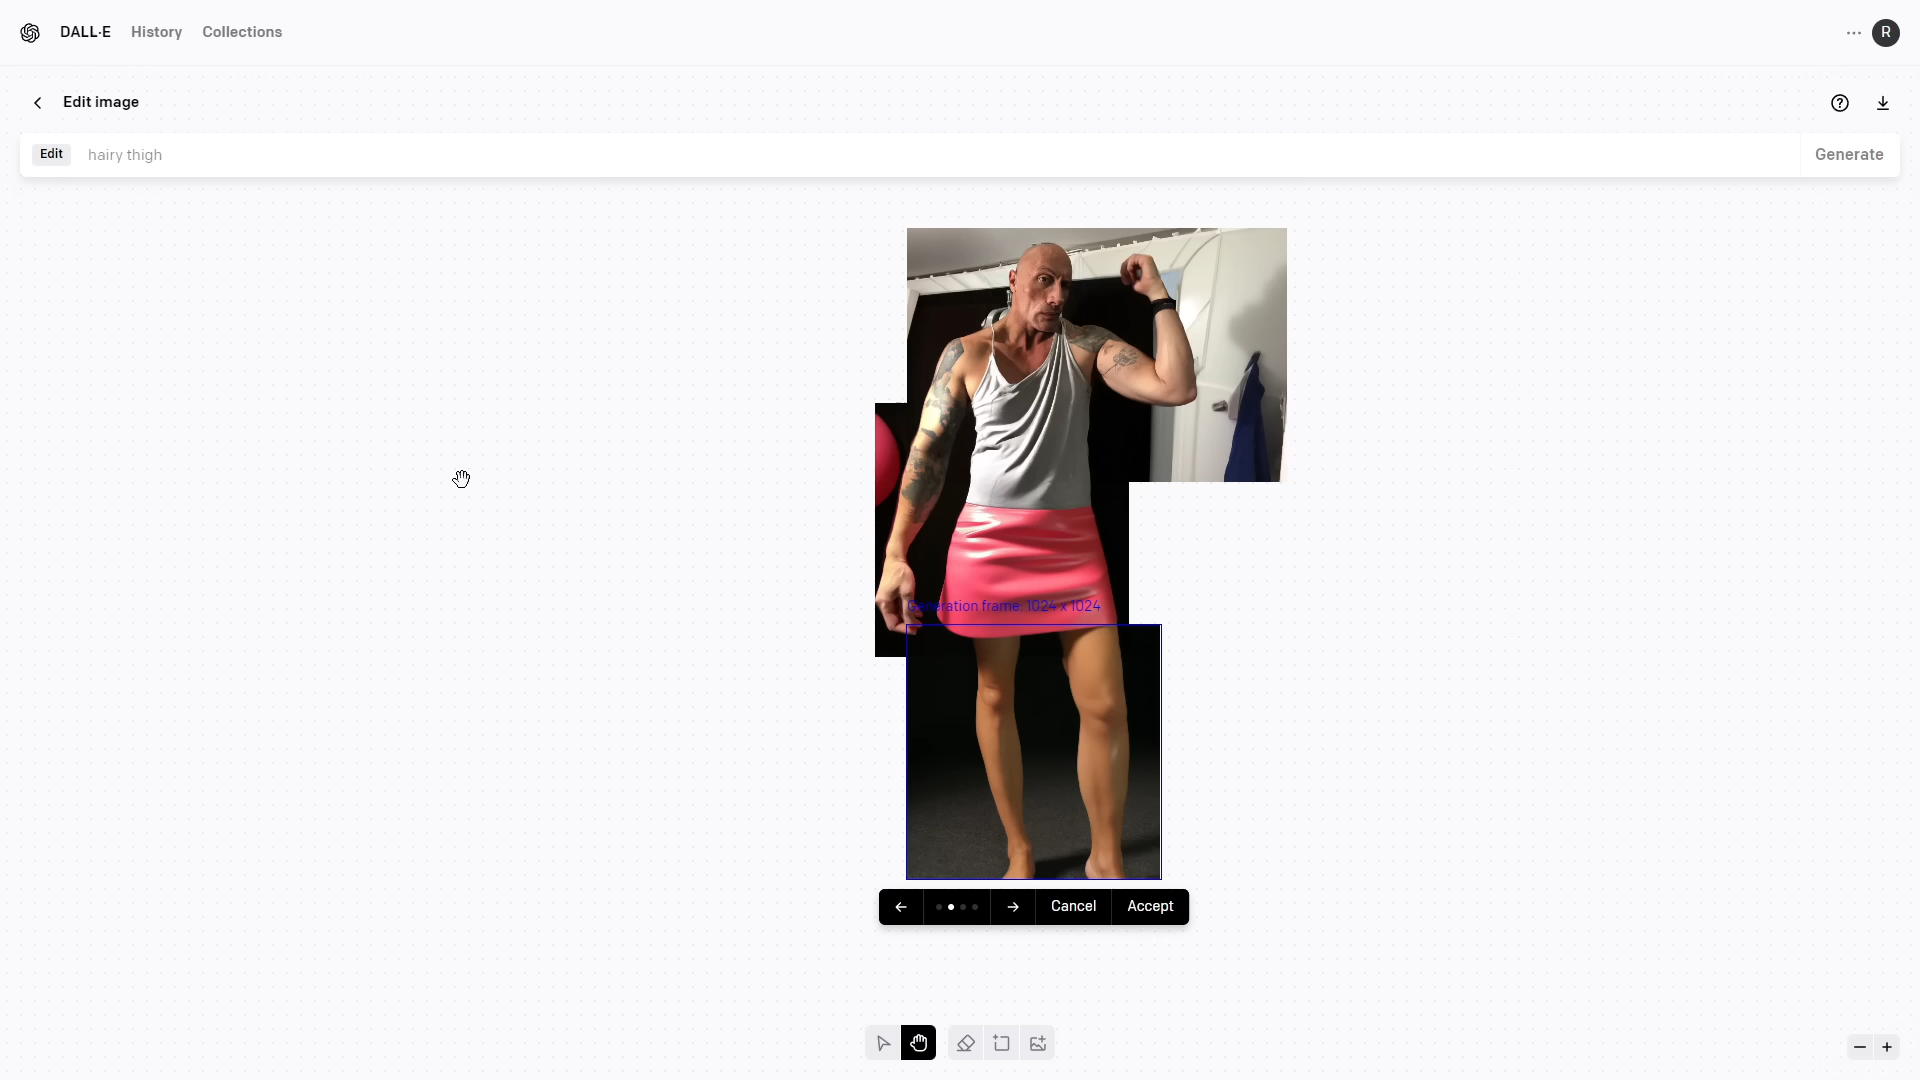 DALL·E History Collections
R
Edit image
Edit hairy thigh Generate
Generation frame: 1024 x 1024
Cancel Accept